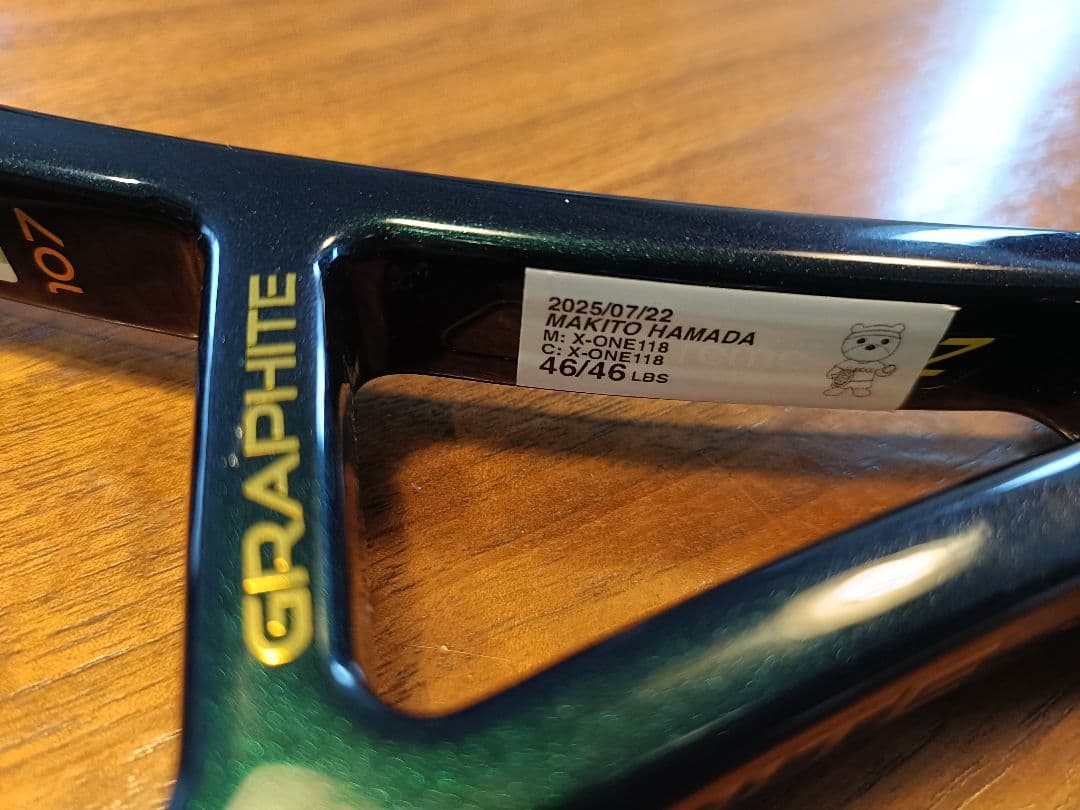 107
GRAPHITE
2025/07/22
MAKITO HAMADA
M: X-ONE118
C: X-ONE118
46/46 LBS